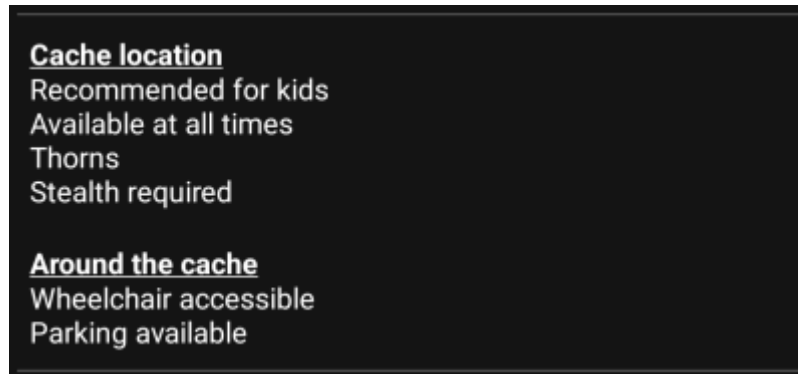 Cache location
Recommended for kids
Available at all times
Thorns
Stealth required
Around the cache
Wheelchair accessible
Parking available